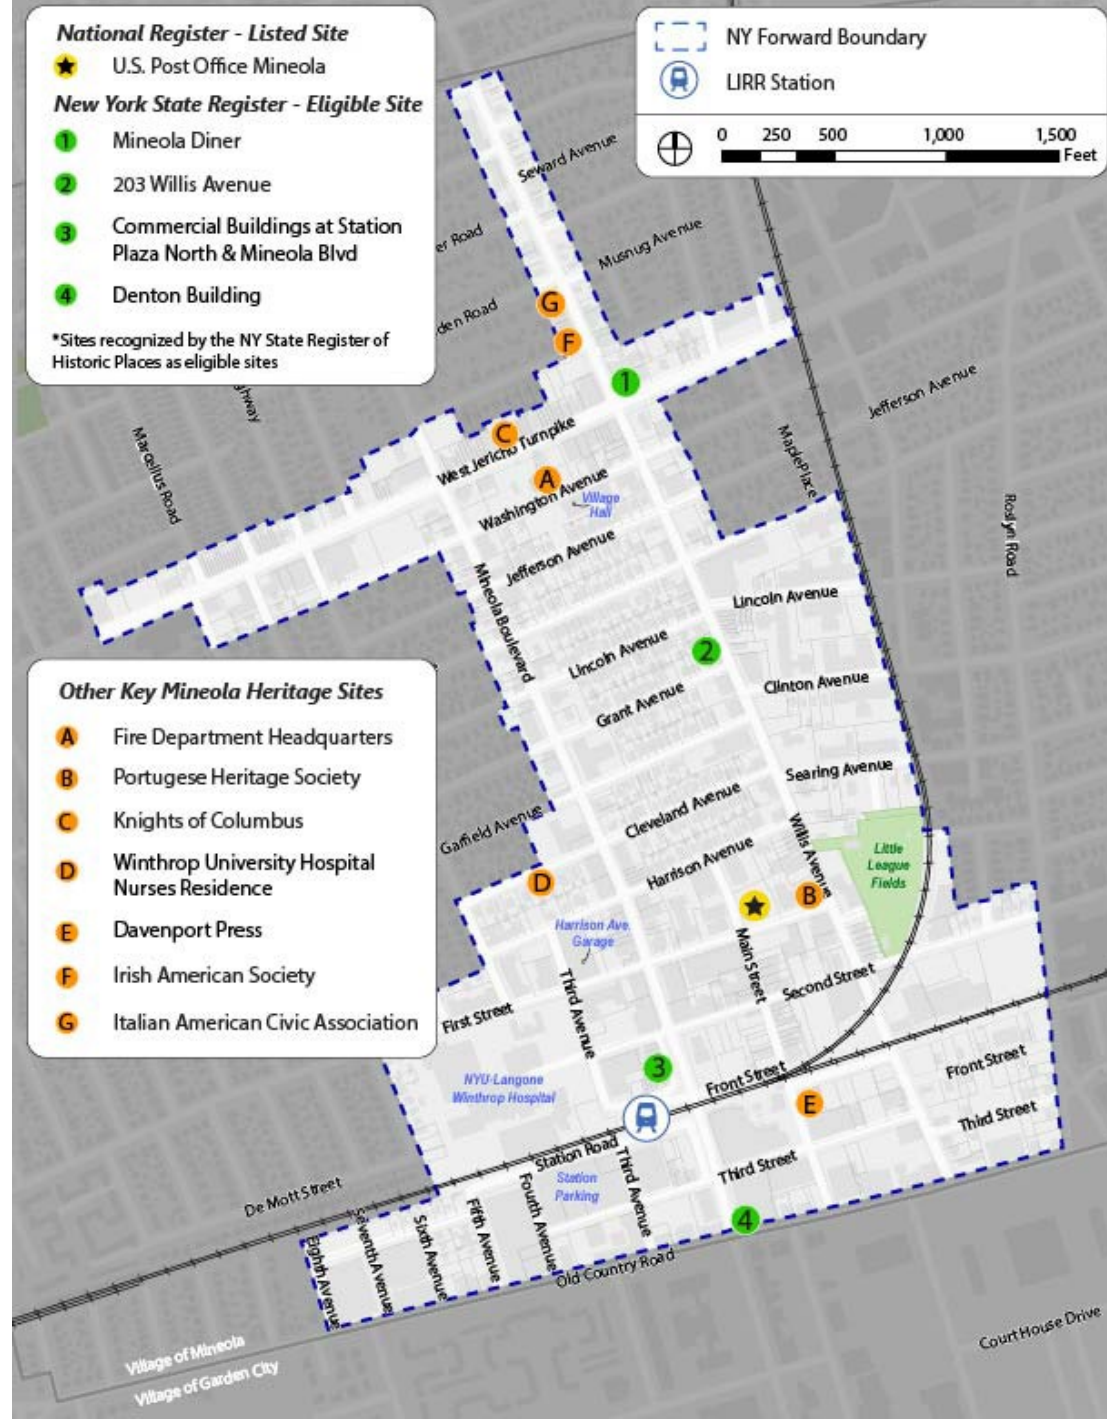 National Register - Listed Site
U.S. Post Office Mineola
New York State Register - Eligible Site
1 Mineola Diner
2 203 Willis Avenue
3 Commercial Buildings at Station
Plaza North & Mineola Blvd
4 Denton Building
*Sites recognized by the NY State Register of
Historic Places as eligible sites
NY Forward Boundary
LIRR Station
0 250 500 1,000 1,500
Feet
Seward Avenue
er Road
Musnug Avenue
den Road
G
F
1
Jefferson Avenue
ghway
Marcellus Road
C
West Jericho Turnpike
Maple Place
A
Washington Avenue
Village
Hall
Roslyn Road
Jefferson Avenue
Mineola Boulevard
Lincoln Avenue
Lincoln Avenue
2
Clinton Avenue
Grant Avenue
Searing Avenue
Cleveland Avenue
Garfield Avenue
Willis Avenue
Harrison Avenue
Little
League
Fields
D
B
Harrison Ave.
Garage
Main Street
Second Street
Third Avenue
First Street
3
Front Street
Front Street
NYU-Langone
Winthrop Hospital
E
Third Street
Station Road
Third Avenue
Third Street
Station
Parking
Fourth Avenue
De Mott Street
Fifth Avenue
Sixth Avenue
Seventh Avenue
Eighth Avenue
4
Old Country Road
Court House Drive
Village of Mineola
Village of Garden City
Other Key Mineola Heritage Sites
A Fire Department Headquarters
B Portugese Heritage Society
C Knights of Columbus
D Winthrop University Hospital
Nurses Residence
E Davenport Press
F Irish American Society
G Italian American Civic Association